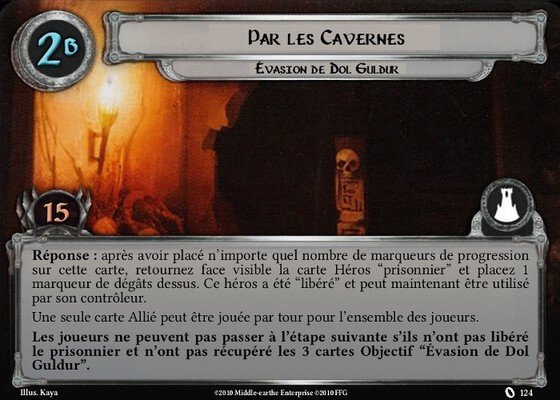 2B
PAR LES CAVERNES
ÉVASION DE DOL GULDUR
15
Réponse : après avoir placé n'importe quel nombre de marqueurs de progression
sur cette carte, retournez face visible la carte Héros "prisonnier" et placez 1
marqueur de dégâts dessus. Ce héros a été "libéré" et peut maintenant être utilisé
par son contrôleur.
Une seule carte Allié peut être jouée par tour pour l'ensemble des joueurs.
Les joueurs ne peuvent pas passer à l'étape suivante s'ils n'ont pas libéré
le prisonnier et n'ont pas récupéré les 3 cartes Objectif "Évasion de Dol
Guldur".
Illus. Kaya
©2010 Middle-earthe Enterprise ©2010 FFG
124